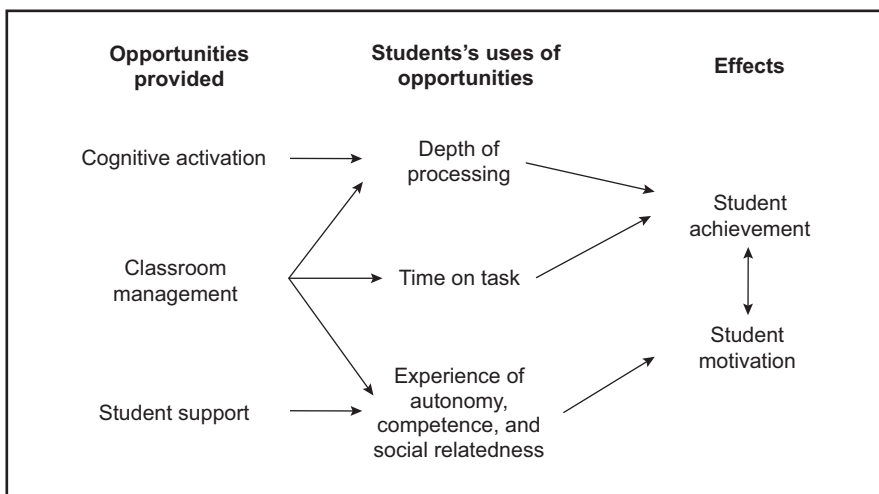 Opportunities
provided
Students's uses of
opportunities
Effects
Cognitive activation
Depth of
processing
Student
achievement
Classroom
management
Time on task
Student
motivation
Student support
Experience of
autonomy,
competence, and
social relatedness